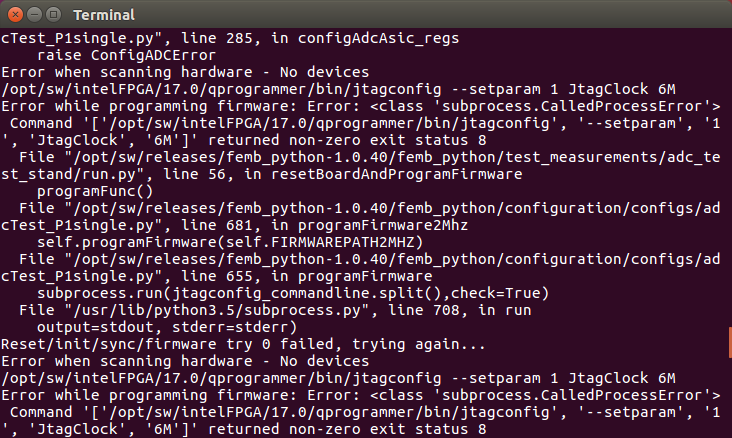 Terminal
cTest_P1single.py", line 285, in configAdcAsic_regs
    raise ConfigADCError
Error when scanning hardware - No devices
/opt/sw/intelFPGA/17.0/qprogrammer/bin/jtagconfig --setparam 1 JtagClock 6M
Error while programming firmware: Error: <class 'subprocess.CalledProcessError'>
 Command '['/opt/sw/intelFPGA/17.0/qprogrammer/bin/jtagconfig', '--setparam', '1
', 'JtagClock', '6M']' returned non-zero exit status 8
  File "/opt/sw/releases/femb_python-1.0.40/femb_python/test_measurements/adc_te
st_stand/run.py", line 56, in resetBoardAndProgramFirmware
    programFunc()
  File "/opt/sw/releases/femb_python-1.0.40/femb_python/configuration/configs/ad
cTest_P1single.py", line 681, in programFirmware2Mhz
    self.programFirmware(self.FIRMWAREPATH2MHZ)
  File "/opt/sw/releases/femb_python-1.0.40/femb_python/configuration/configs/ad
cTest_P1single.py", line 655, in programFirmware
    subprocess.run(jtagconfig_commandline.split(),check=True)
  File "/usr/lib/python3.5/subprocess.py", line 708, in run
    output=stdout, stderr=stderr)
Reset/init/sync/firmware try 0 failed, trying again...
Error when scanning hardware - No devices
/opt/sw/intelFPGA/17.0/qprogrammer/bin/jtagconfig --setparam 1 JtagClock 6M
Error while programming firmware: Error: <class 'subprocess.CalledProcessError'>
 Command '['/opt/sw/intelFPGA/17.0/qprogrammer/bin/jtagconfig', '--setparam', '1
', 'JtagClock', '6M']' returned non-zero exit status 8